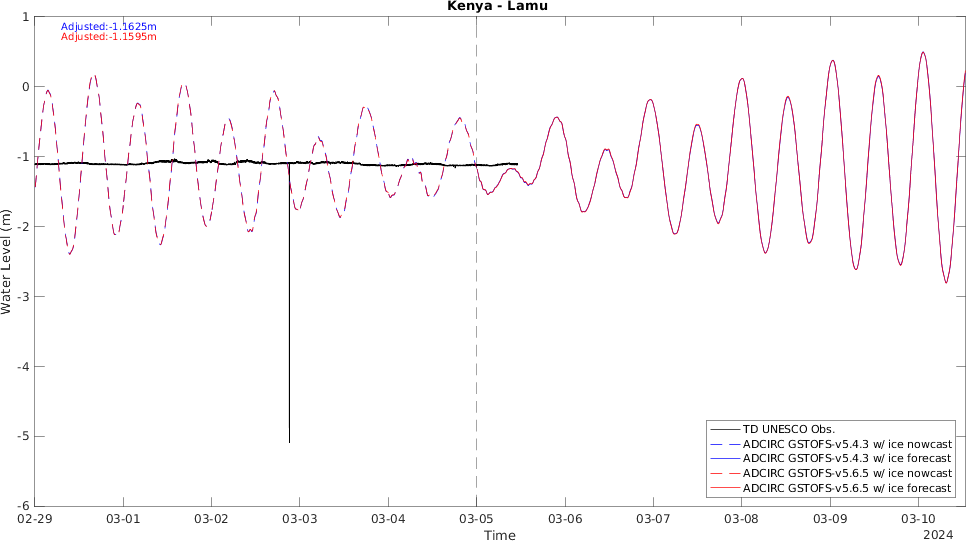 Kenya - Lamu
Adjusted:-1.1625m
Adjusted:-1.1595m
Water Level (m)
1
0
-1
-2
-3
-4
-5
-6
TD UNESCO Obs.
ADCIRC GSTOFS-v5.4.3 w/ ice nowcast
ADCIRC GSTOFS-v5.4.3 w/ ice forecast
ADCIRC GSTOFS-v5.6.5 w/ ice nowcast
ADCIRC GSTOFS-v5.6.5 w/ ice forecast
02-29 03-01 03-02 03-03 03-04 03-05 03-06 03-07 03-08 03-09 03-10
Time
2024